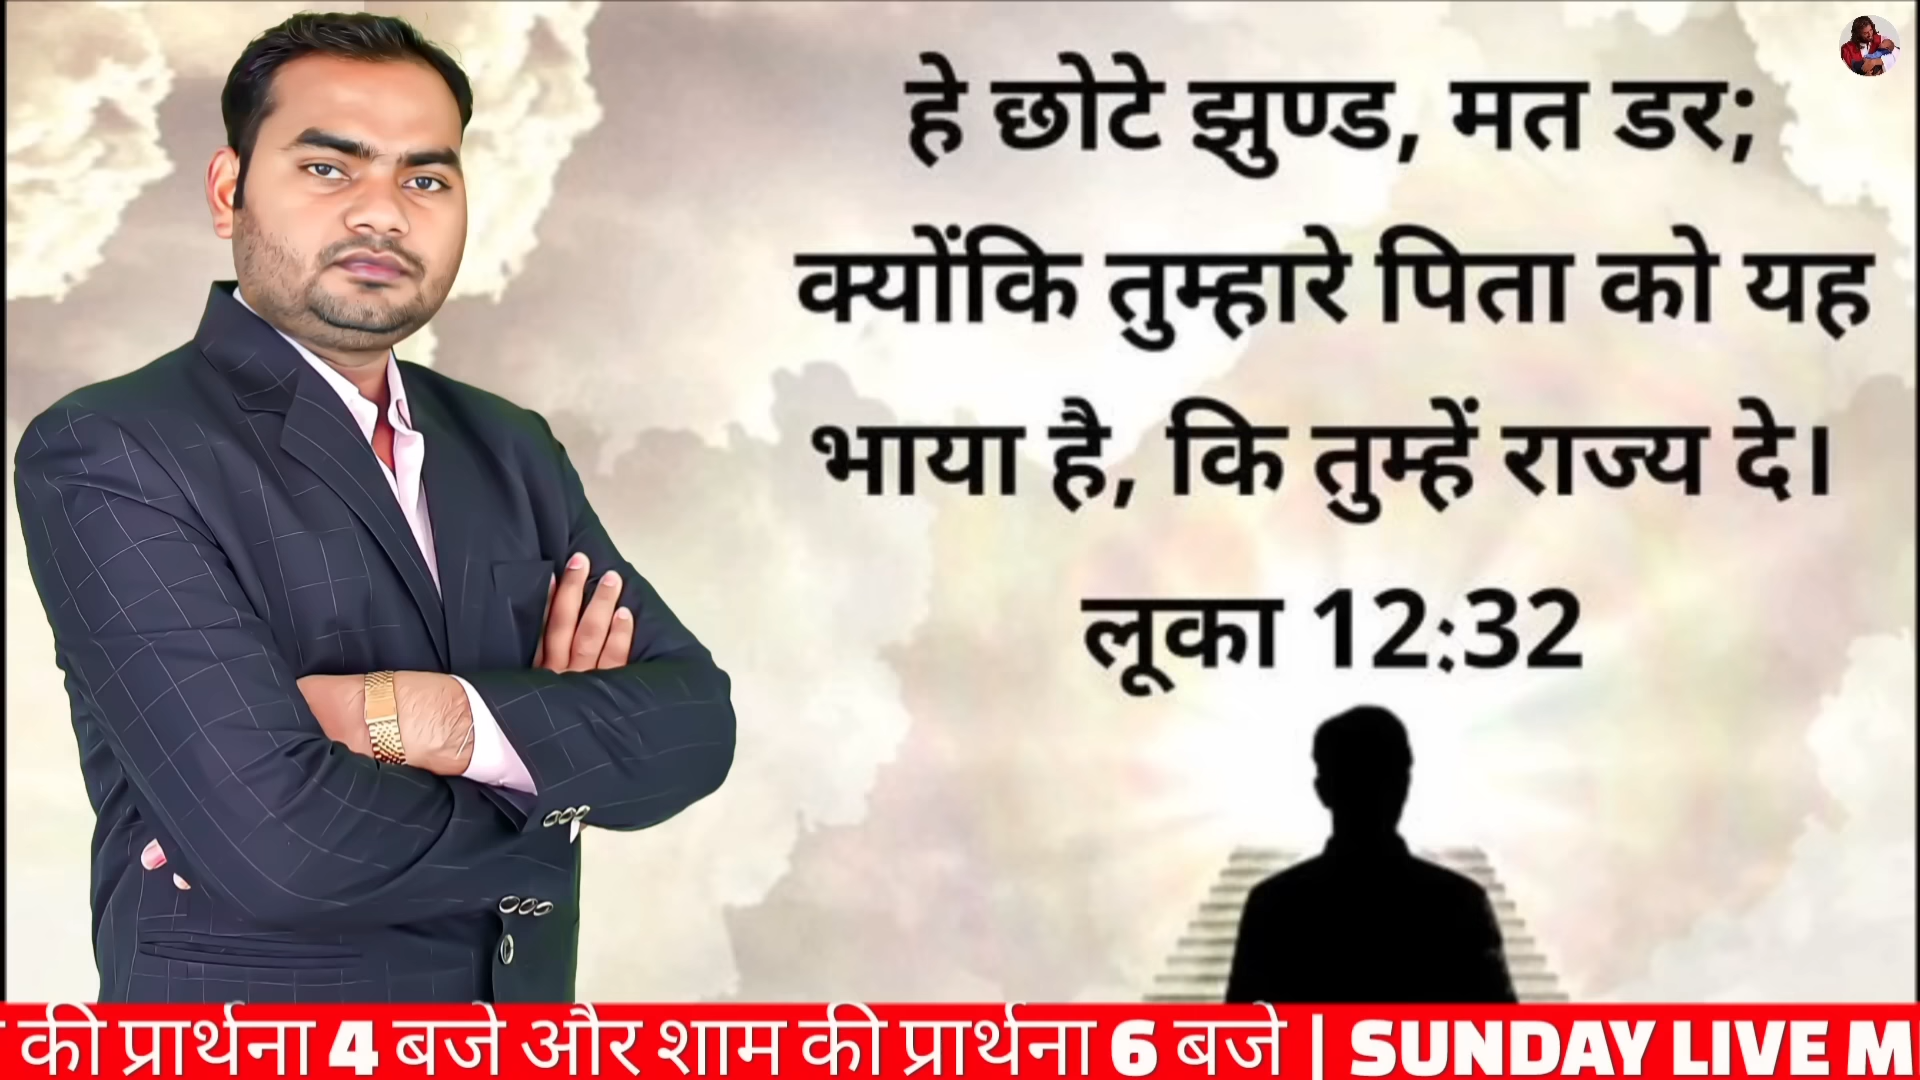 हे छोटे झुण्ड, मत डर;
क्योंकि तुम्हारे पिता को यह
भाया है, कि तुम्हें राज्य दे।
लूका 12:32
की प्रार्थना 4 बजे और शाम की प्रार्थना 6 बजे | SUNDAY LIVE M